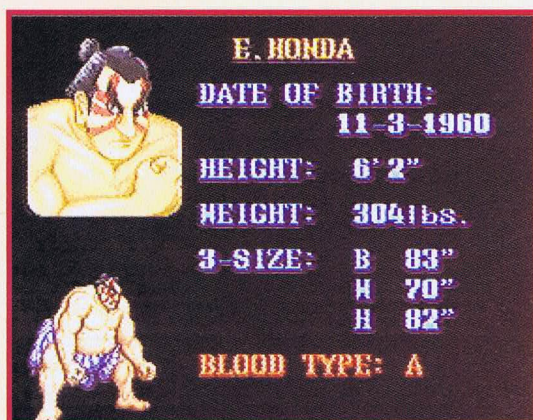 E. HONDA
DATE OF BIRTH:
11-3-1960
HEIGHT: 6' 2"
WEIGHT: 304lbs.
3-SIZE: B 83"
W 70"
H 82"
BLOOD TYPE: A